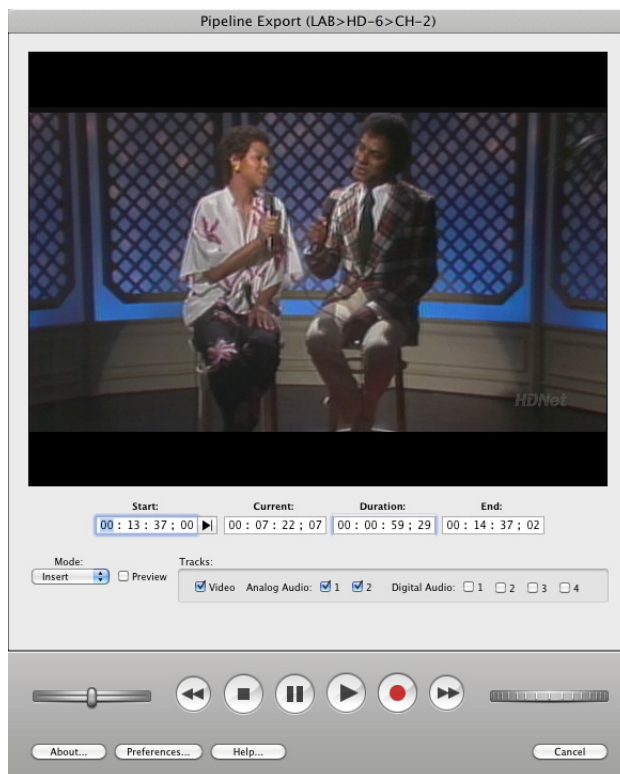 Pipeline Export (LAB>HD-6>CH-2)
HDNet
Start: Current: Duration: End:
00 : 13 : 37 ; 00 00 : 07 : 22 ; 07 00 : 00 : 59 ; 29 00 : 14 : 37 ; 02
Mode: Tracks:
Insert Preview Video Analog Audio: 1 2 Digital Audio: 1 2 3 4
About... Preferences... Help... Cancel